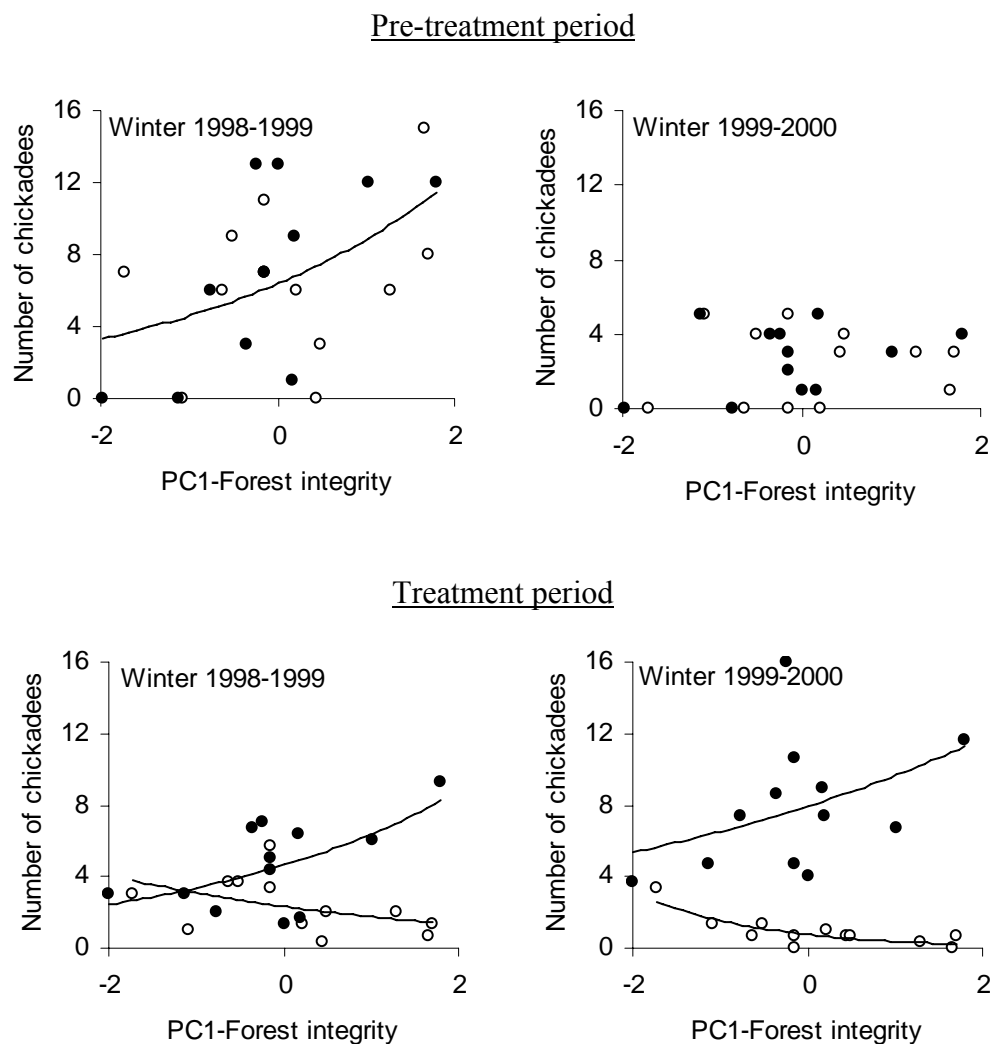 Pre-treatment period
Winter 1998-1999
Number of chickadees
16
12
8
4
0
-2
0
2
PC1-Forest integrity
Winter 1999-2000
Number of chickadees
16
12
8
4
0
-2
0
2
PC1-Forest integrity
Treatment period
Winter 1998-1999
Number of chickadees
16
12
8
4
0
-2
0
2
PC1-Forest integrity
Winter 1999-2000
Number of chickadees
16
12
8
4
0
-2
0
2
PC1-Forest integrity